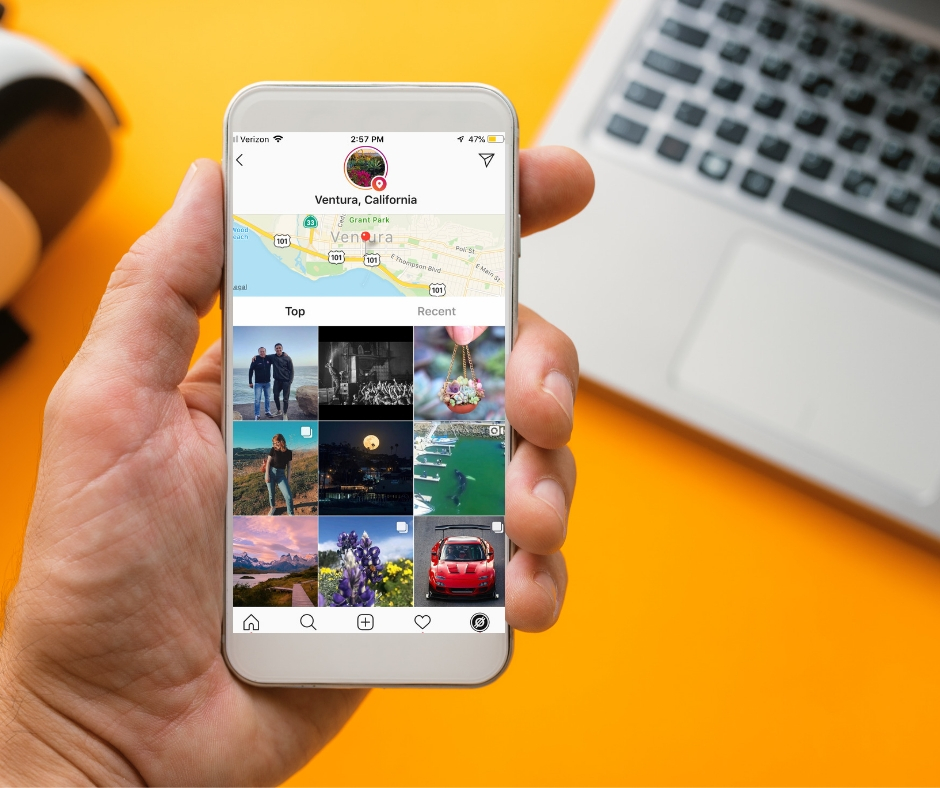 Verizon
2:57 PM
47%
Ventura, California
33
Grant Park
101
Ventura
101
101
Poli St
E Thompson Blvd
E Main St
101
Top
Recent